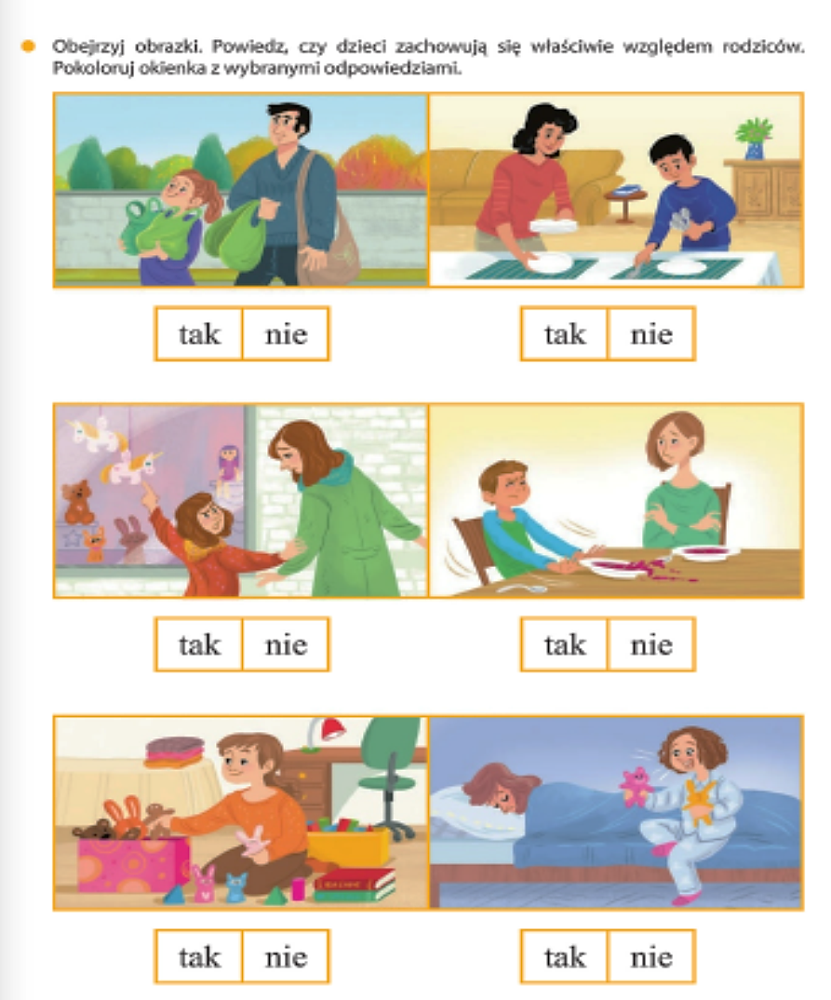 Obejrzyj obrazki. Powiedz, czy dzieci zachowują się właściwie względem rodziców.
Pokoloruj okienka z wybranymi odpowiedziami.
tak nie
tak nie
tak nie
tak nie
tak nie
tak nie